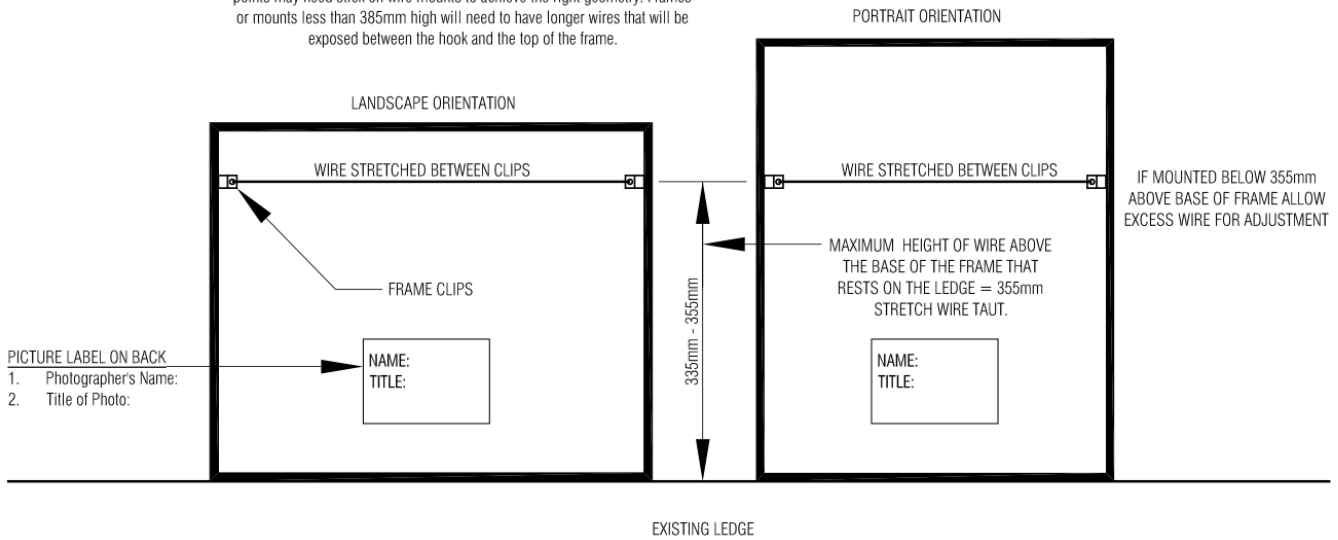 points may need stick on wire mounts to achieve the right geometry. Frames
or mounts less than 385mm high will need to have longer wires that will be
exposed between the hook and the top of the frame.
PORTRAIT ORIENTATION
LANDSCAPE ORIENTATION
WIRE STRETCHED BETWEEN CLIPS
WIRE STRETCHED BETWEEN CLIPS
IF MOUNTED BELOW 355mm
ABOVE BASE OF FRAME ALLOW
EXCESS WIRE FOR ADJUSTMENT
MAXIMUM HEIGHT OF WIRE ABOVE
THE BASE OF THE FRAME THAT
RESTS ON THE LEDGE = 355mm
STRETCH WIRE TAUT.
FRAME CLIPS
335mm - 355mm
PICTURE LABEL ON BACK
1. Photographer's Name:
2. Title of Photo:
NAME:
TITLE:
NAME:
TITLE:
EXISTING LEDGE